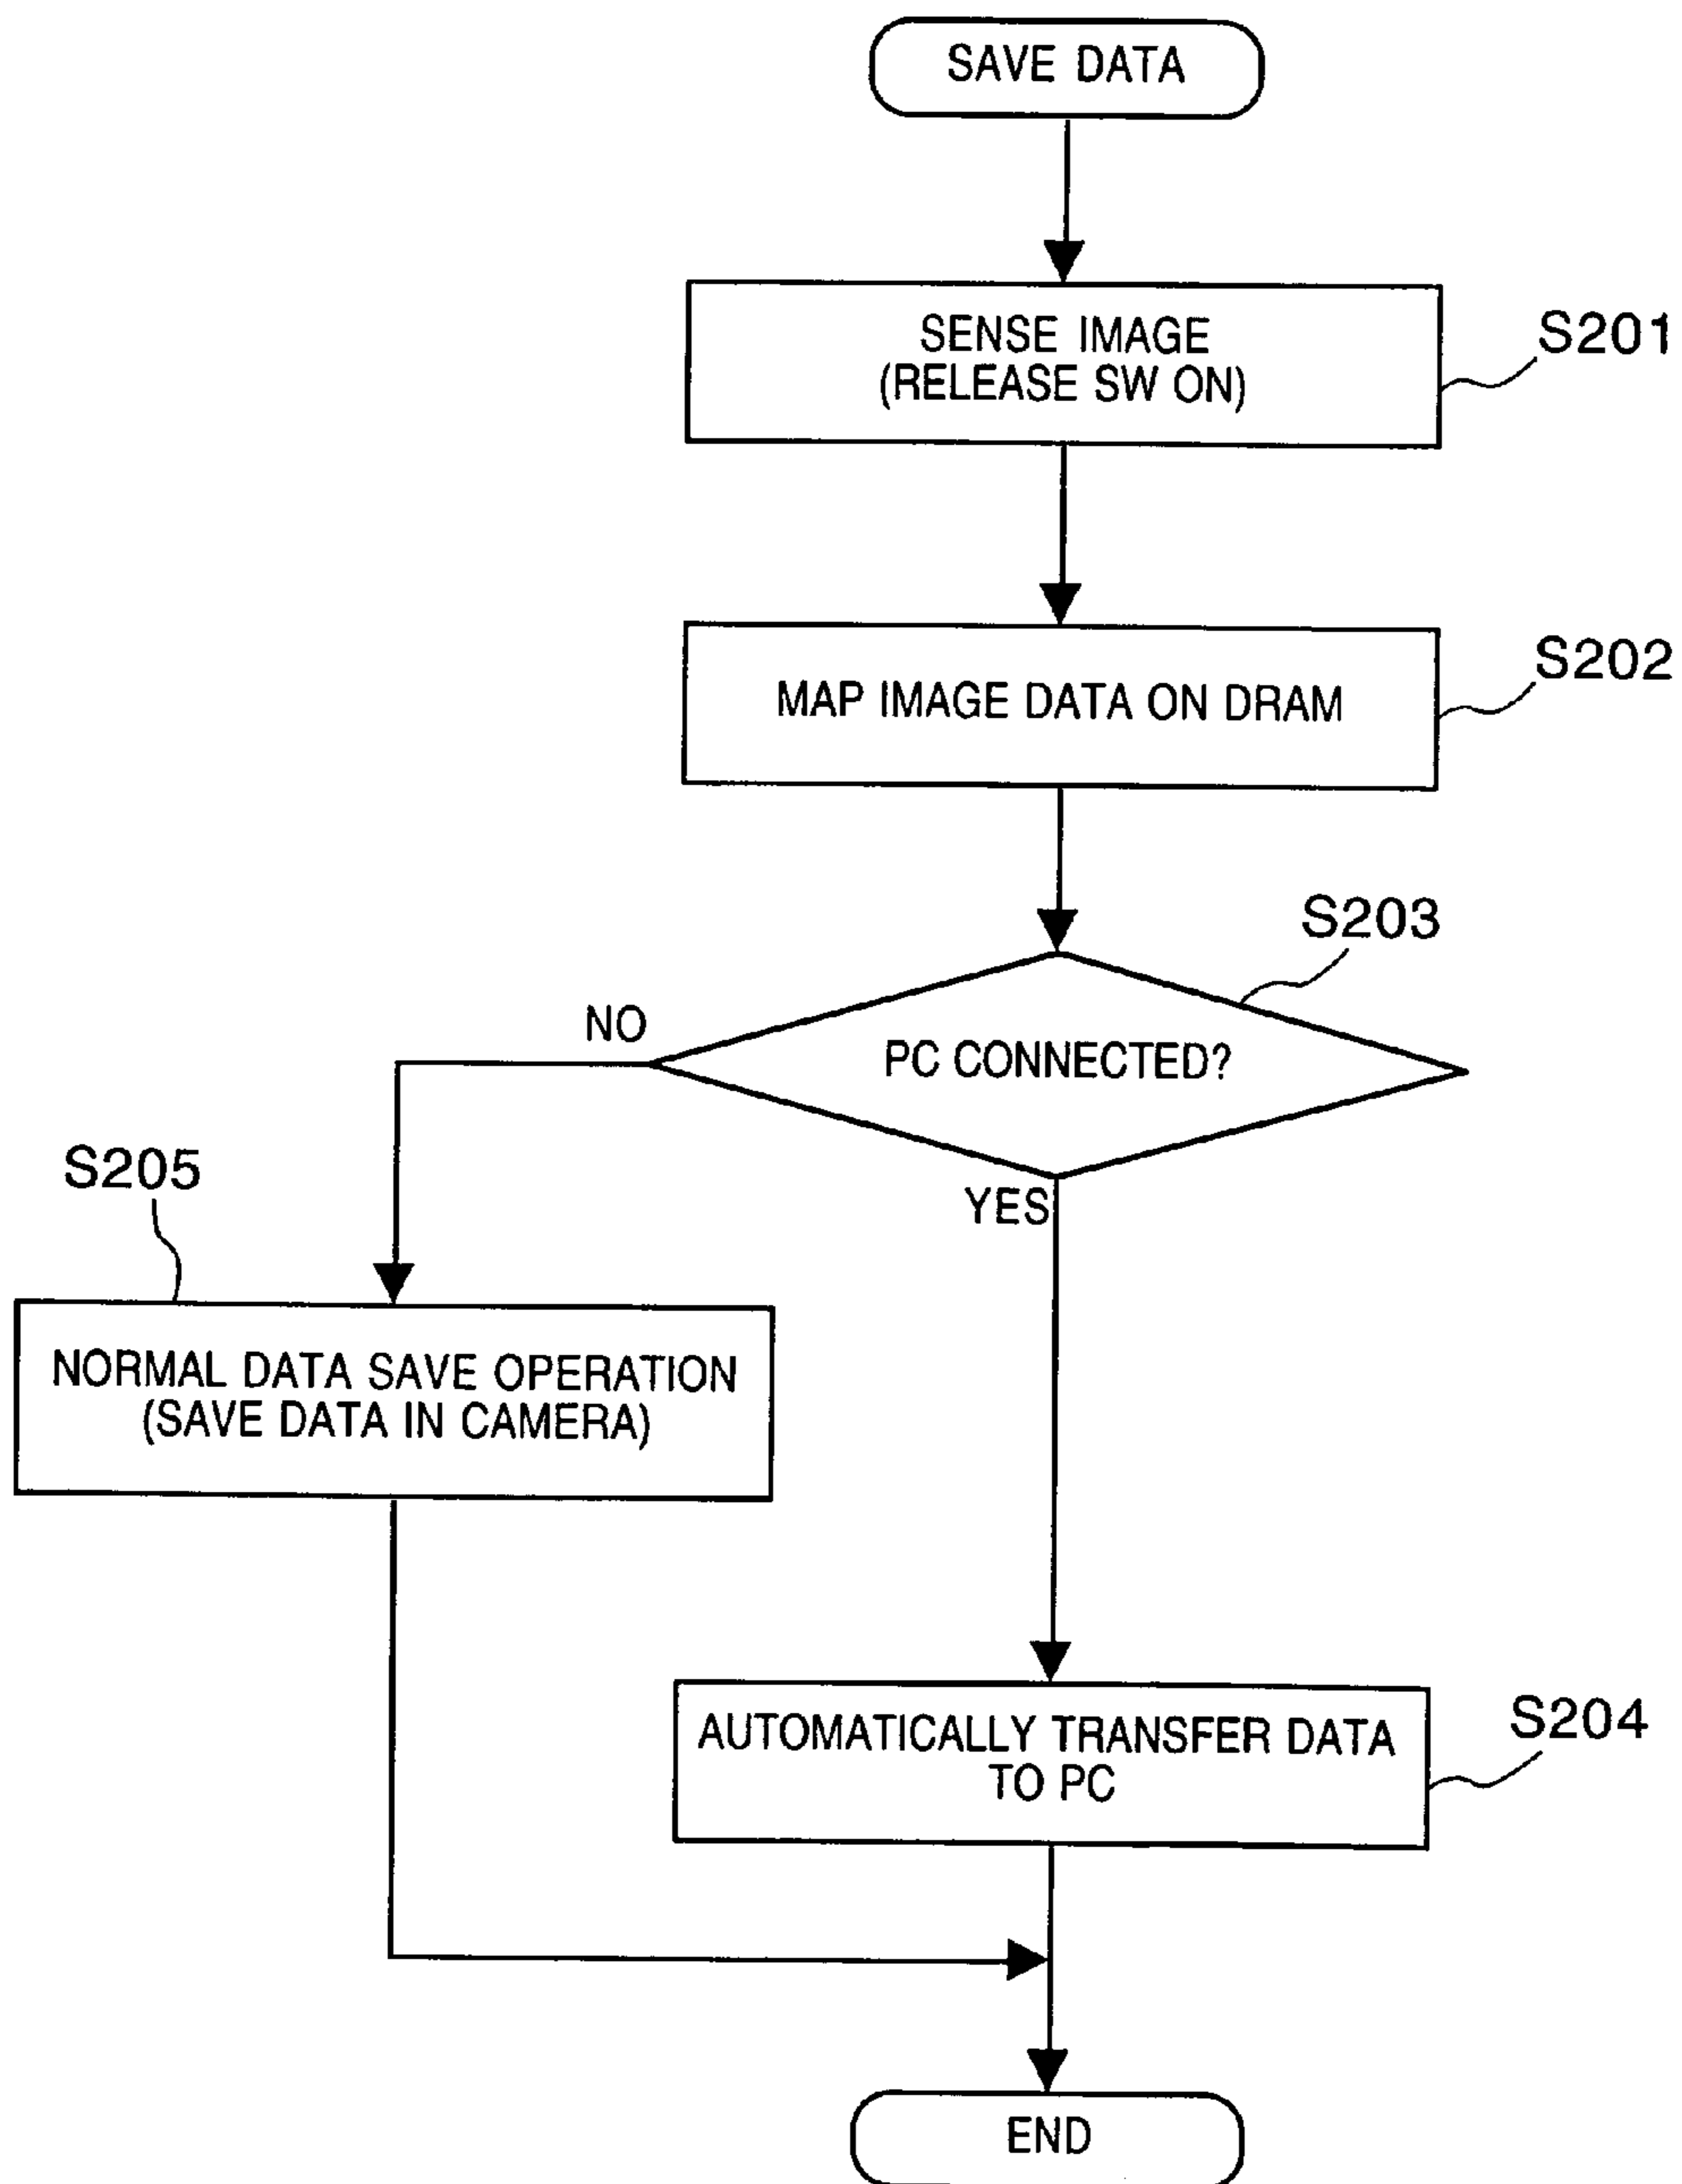 SAVE DATA
SENSE IMAGE
(RELEASE SW ON)
S201
MAP IMAGE DATA ON DRAM
S202
S203
PC CONNECTED?
NO
YES
S205
NORMAL DATA SAVE OPERATION
(SAVE DATA IN CAMERA)
AUTOMATICALLY TRANSFER DATA
TO PC
S204
END